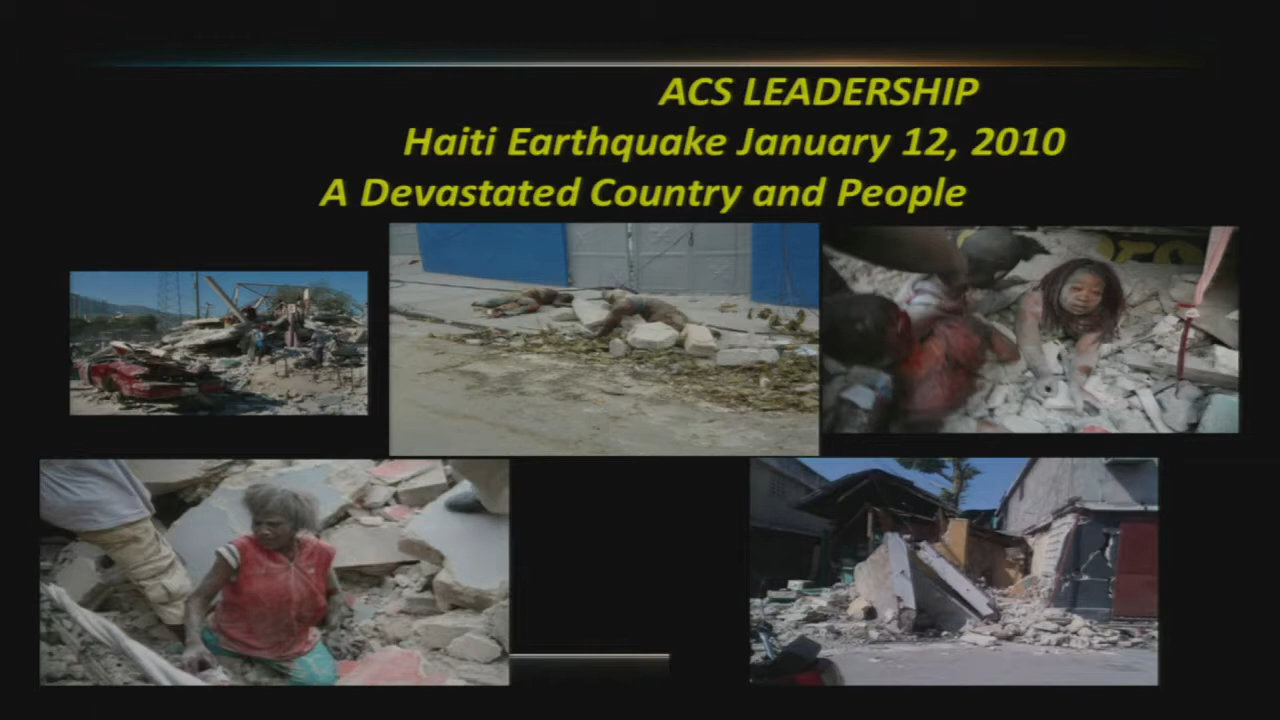 ACS LEADERSHIP
Haiti Earthquake January 12, 2010
A Devastated Country and People